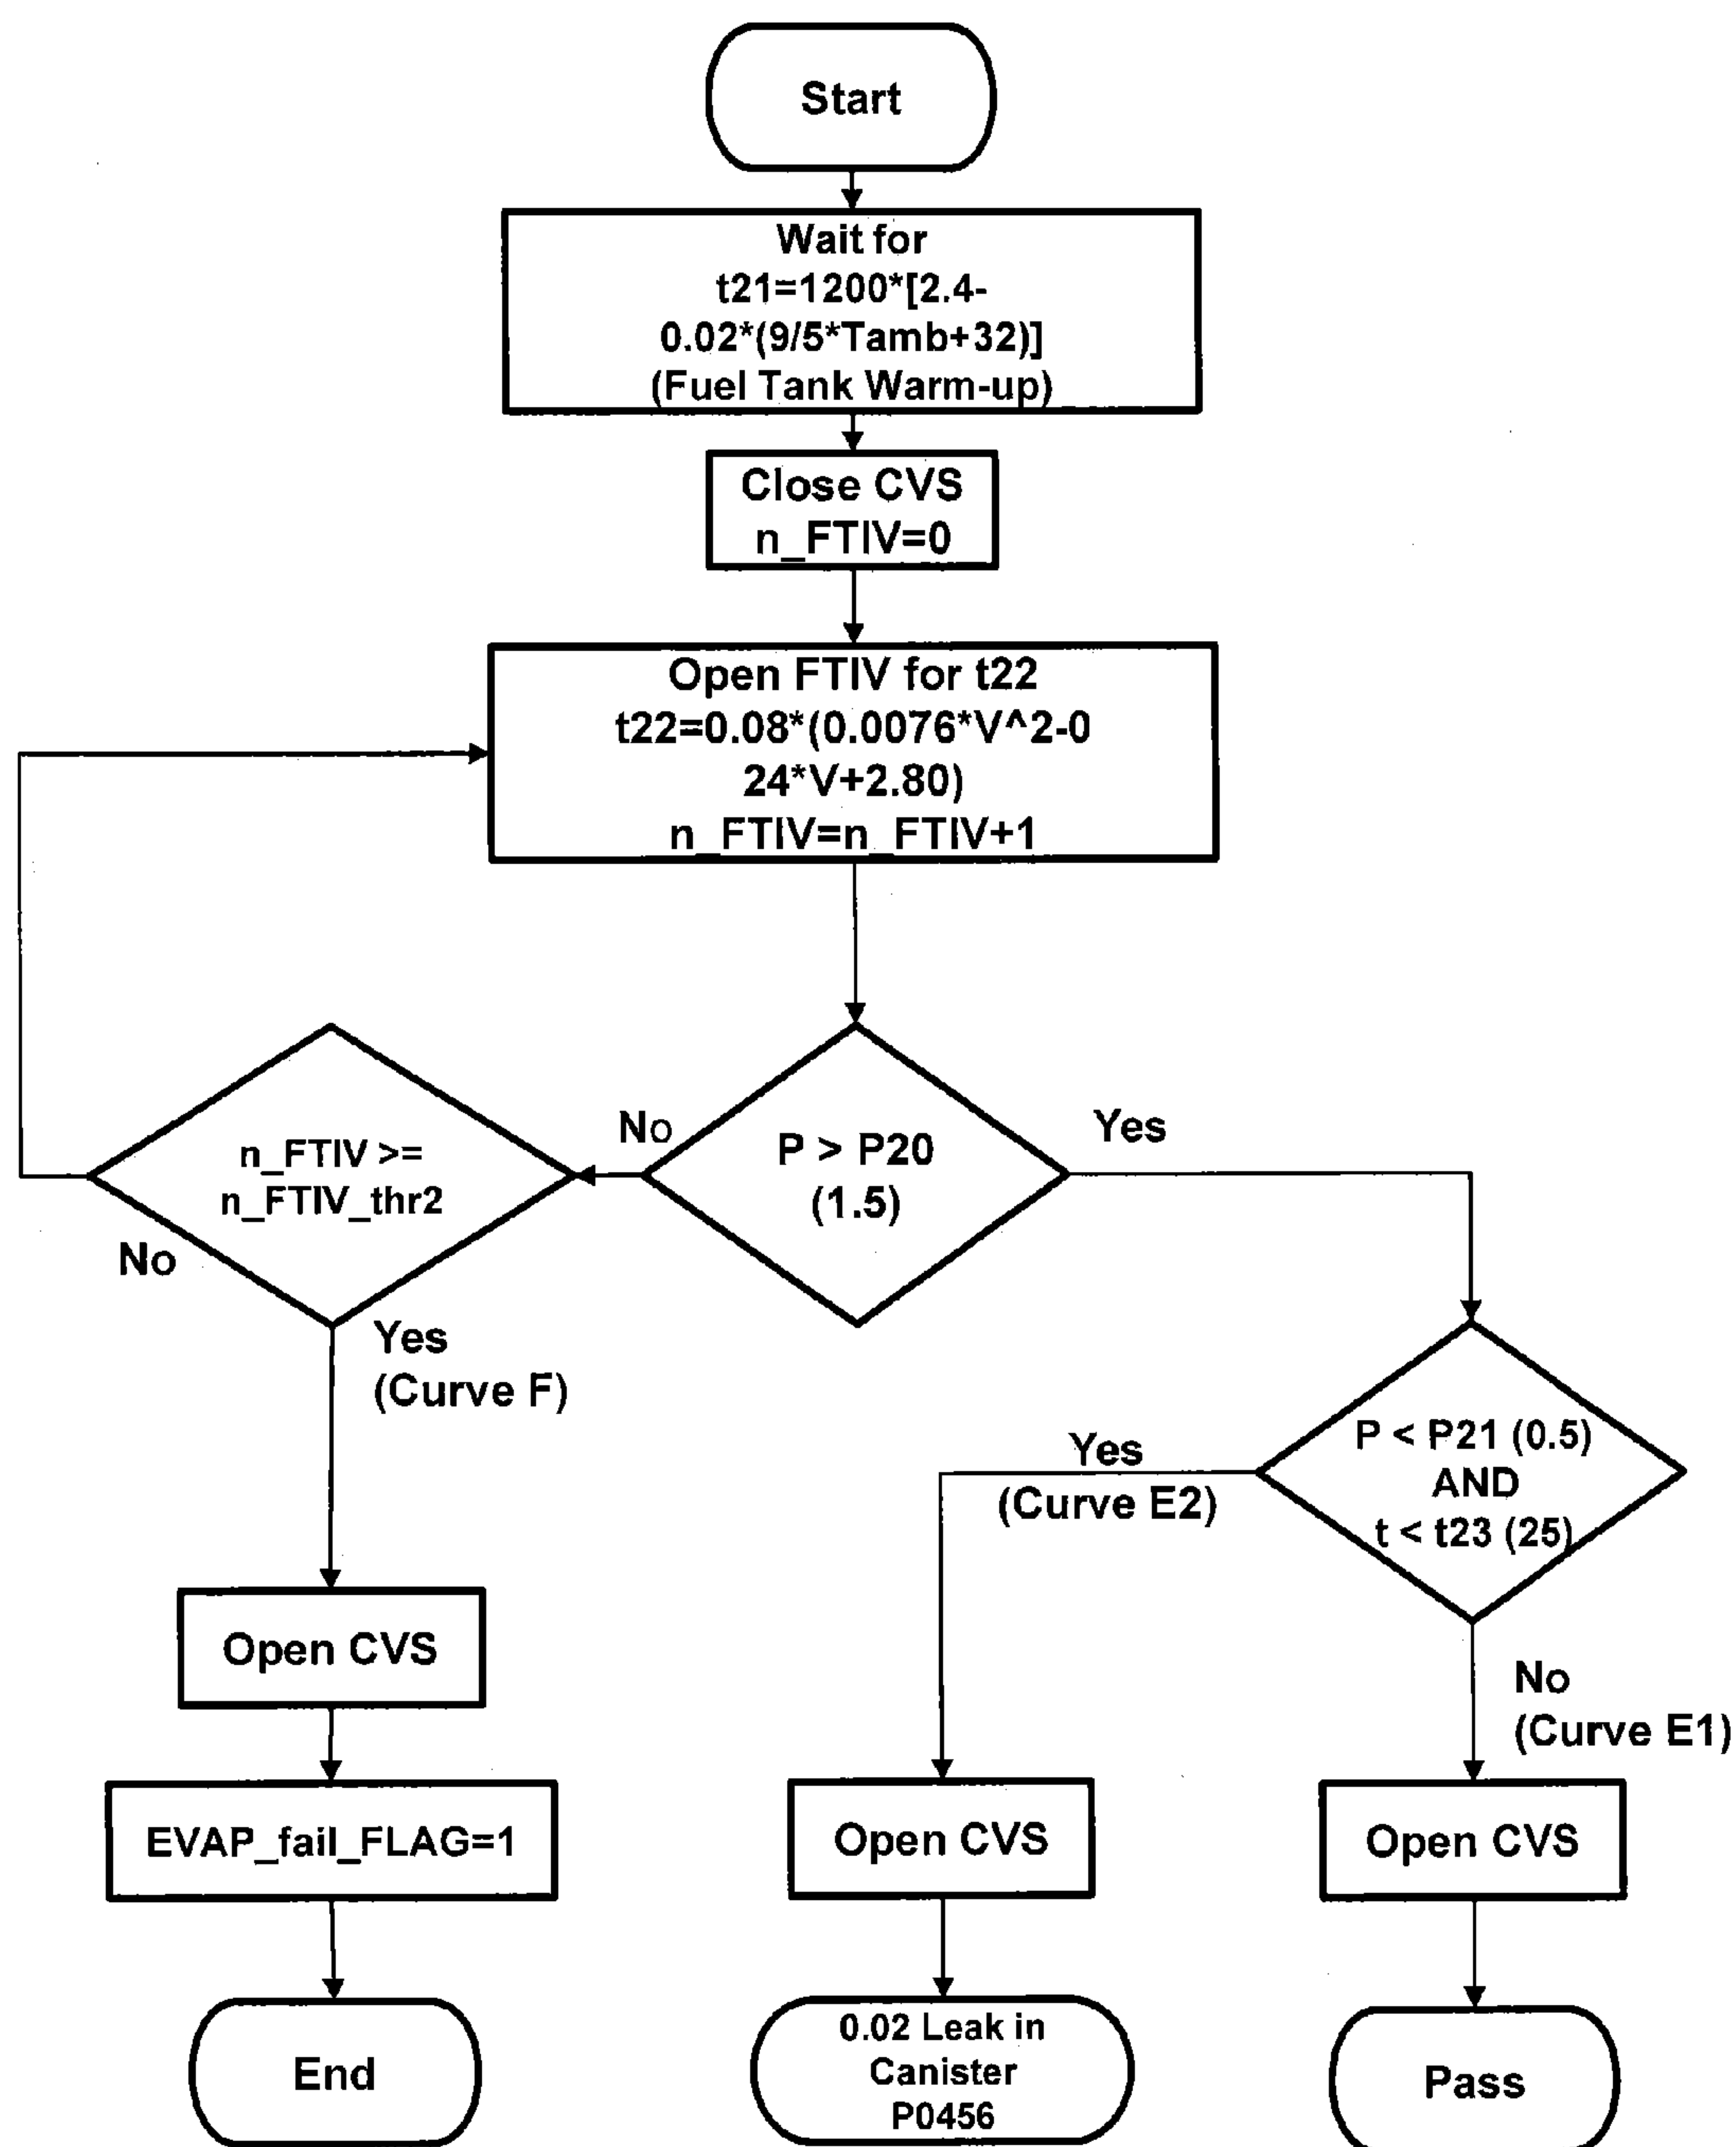 Start
Wait for
t21=1200*[2.4-
0.02*(9/5*Tamb+32)]
(Fuel Tank Warm-up)
Close CVS
n_FTIV=0
Open FTIV for t22
t22=0.08*(0.0076*V^2-0
24*V+2.80)
n_FTIV=n_FTIV+1
n_FTIV >=
n_FTIV_thr2
No
No
P > P20
(1.5)
Yes
Yes
(Curve F)
Yes
(Curve E2)
P < P21 (0.5)
AND
t < t23 (25)
No
(Curve E1)
Open CVS
EVAP_fail_FLAG=1
End
Open CVS
0.02 Leak in
Canister
P0456
Open CVS
Pass